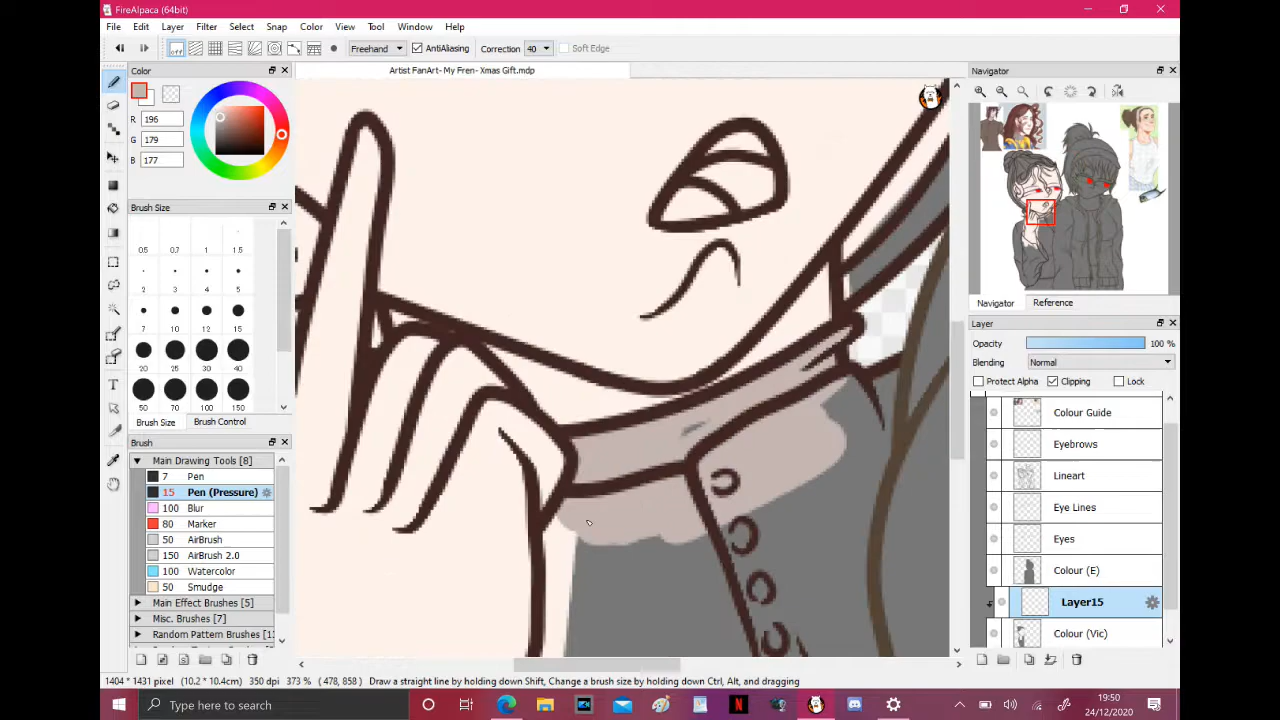 FireAlpaca (64bit)
File Edit Layer Filter Select Snap Color View Tool Window Help
off Freehand AntiAliasing Correction 40 Soft Edge
Color
R 196
G 179
B 177
Artist FanArt- My Fren- Xmas Gift.mdp
Navigator
Navigator Reference
Brush Size
0.5 0.7 1 1.5
2 3 4 5
7 10 12 15
20 25 30 40
50 70 100 150
Brush Size Brush Control
Brush
Main Drawing Tools [8]
7 Pen
15 Pen (Pressure)
100 Blur
80 Marker
50 AirBrush
150 AirBrush 2.0
100 Watercolor
50 Smudge
Main Effect Brushes [5]
Misc. Brushes [7]
Random Pattern Brushes [1
Layer
Opacity 100 %
Blending Normal
Protect Alpha Clipping Lock
Colour Guide
Eyebrows
Lineart
Eye Lines
Eyes
Colour (E)
Layer15
Colour (Vic)
1404 * 1431 pixel (10.2 * 10.4cm) 350 dpi 373 % ( 478, 858 ) Draw a straight line by holding down Shift, Change a brush size by holding down Ctrl, Alt, and dragging
Type here to search
19:50
24/12/2020